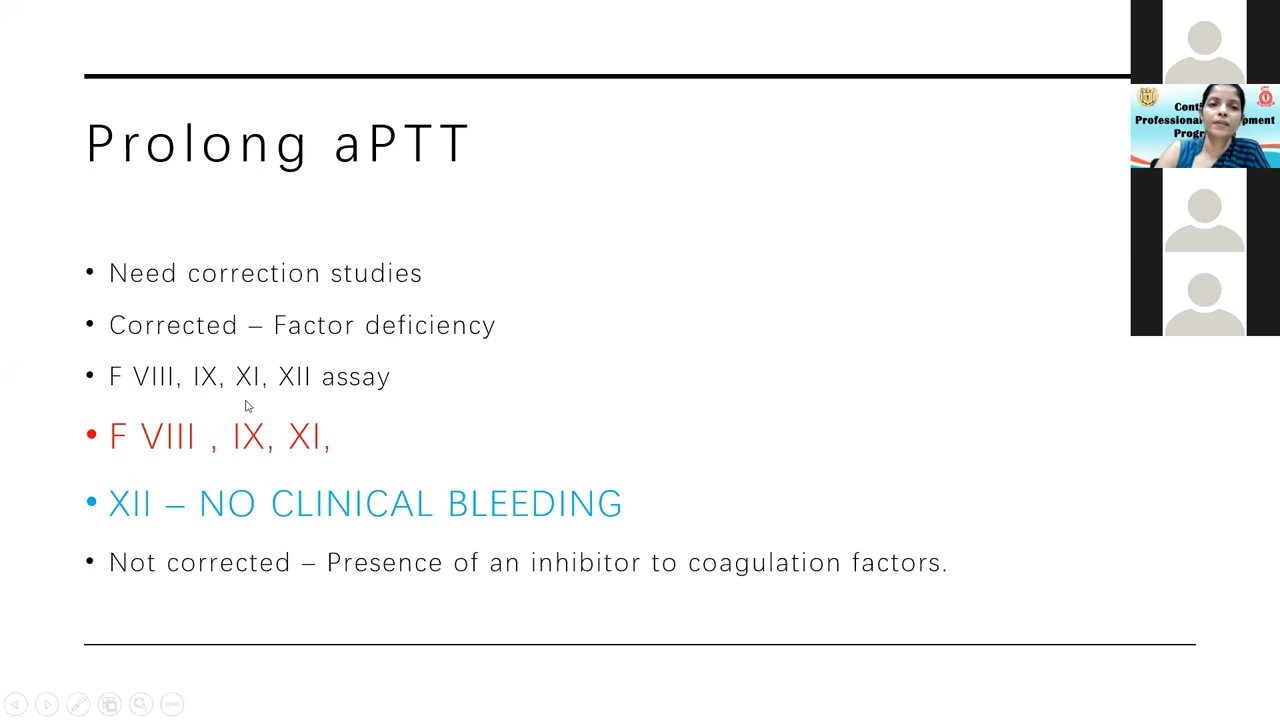 Prolong aPTT
• Need correction studies
• Corrected – Factor deficiency
• F VIII, IX, XI, XII assay
• F VIII , IX, XI,
• XII – NO CLINICAL BLEEDING
• Not corrected – Presence of an inhibitor to coagulation factors.
Professional